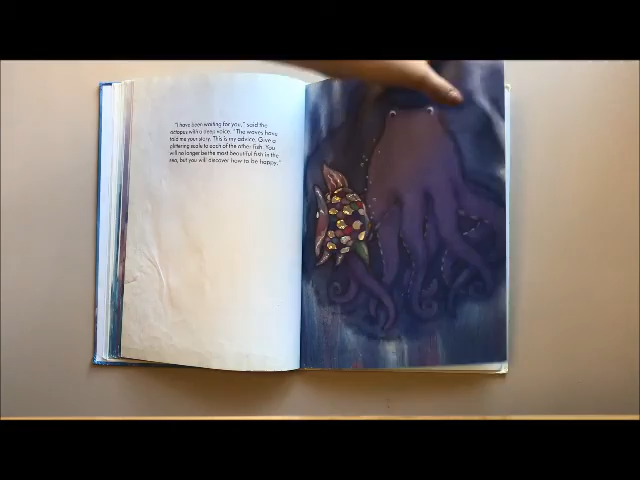 "I have been waiting for you," said the
octopus with a deep voice. "The waves have
told me your story. This is my advice. Give a
glittering scale to each of the other fish. You
will no longer be the most beautiful fish in the
sea, but you will discover how to be happy."